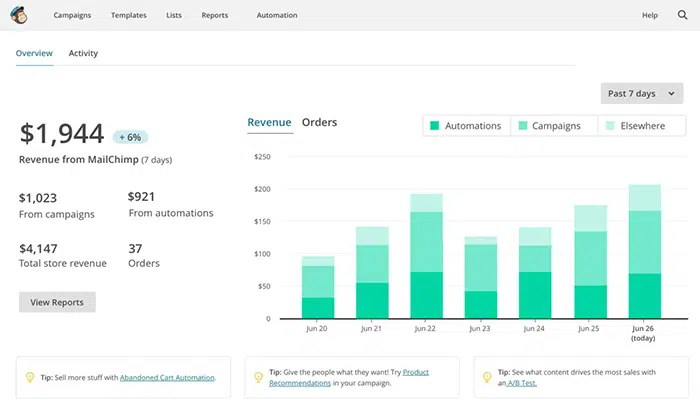 Campaigns Templates Lists Reports Automation Help
Overview Activity
Past 7 days
$1,944 + 6%
Revenue from MailChimp (7 days)
$1,023 $921
From campaigns From automations
$4,147 37
Total store revenue Orders
View Reports
Revenue Orders
Automations Campaigns Elsewhere
$250
$200
$150
$100
$50
0
Jun 20 Jun 21 Jun 22 Jun 23 Jun 24 Jun 25 Jun 26
(today)
Tip: Sell more stuff with Abandoned Cart Automation.
Tip: Give the people what they want! Try Product
Recommendations in your campaign.
Tip: See what content drives the most sales with
an A/B Test.